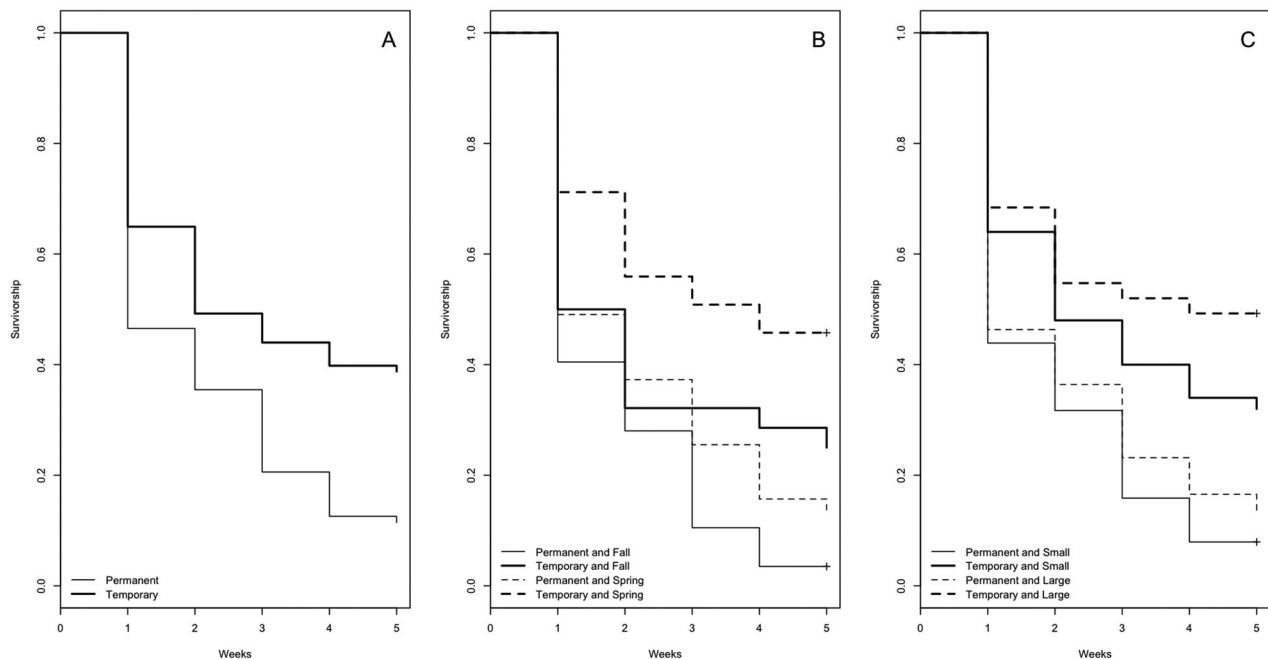 A
Survivorship
1.0
0.8
0.6
0.4
0.2
0.0
Permanent
Temporary
0 1 2 3 4 5
Weeks
B
Survivorship
1.0
0.8
0.6
0.4
0.2
0.0
Permanent and Fall
Temporary and Fall
Permanent and Spring
Temporary and Spring
0 1 2 3 4 5
Weeks
C
Survivorship
1.0
0.8
0.6
0.4
0.2
0.0
Permanent and Small
Temporary and Small
Permanent and Large
Temporary and Large
0 1 2 3 4 5
Weeks